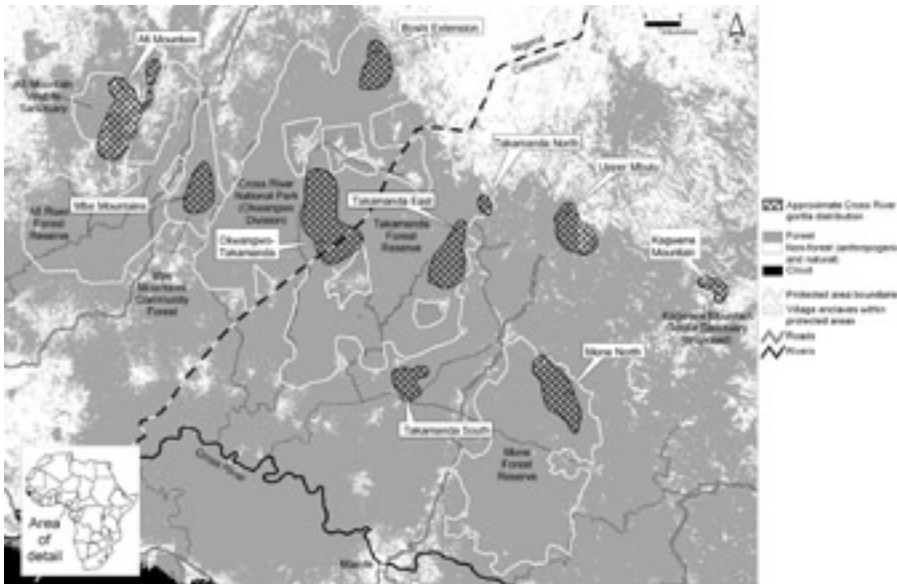 Afi Mountain
Boshi Extension
Nigeria
Cameroon
Afi Mountain
Wildlife
Sanctuary
Takamanda North
Upper Mbulu
Mbe Mountains
Cross River
National Park
(Okwangwo
Division)
Takamanda East
Afi River
Forest
Reserve
Takamanda
Forest
Reserve
Okwangwo-
Takamanda
Kagwene
Mountain
Mbe
Mountains
Community
Forest
Kagwene Mountain
Gorilla Sanctuary
(proposed)
Mone North
Takamanda South
Mone
Forest
Reserve
Cross River
Mamfe
Area
of
detail
Approximate Cross River
gorilla distribution
Forest
Non-forest (anthropogenic
and natural)
Cloud
Protected area boundaries
Village enclaves within
protected areas
Roads
Rivers